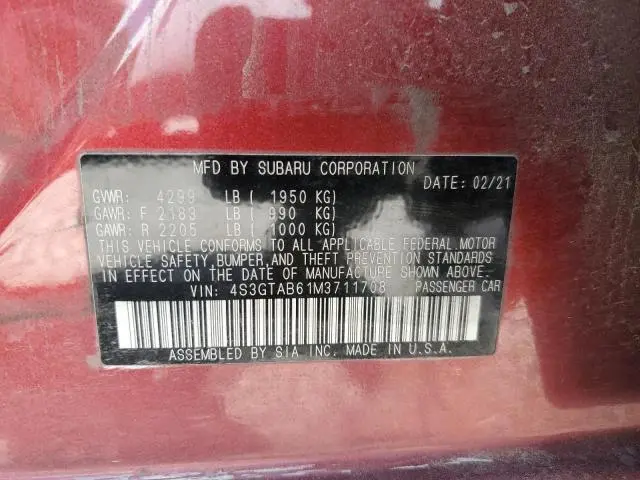 MFD BY SUBARU CORPORATION
DATE: 02/21
GVWR: 4299 LB ( 1950 KG)
GAWR: F 2183 LB ( 990 KG)
GAWR: R 2205 LB ( 1000 KG)
THIS VEHICLE CONFORMS TO ALL APPLICABLE FEDERAL MOTOR
VEHICLE SAFETY, BUMPER, AND THEFT PREVENTION STANDARDS
IN EFFECT ON THE DATE OF MANUFACTURE SHOWN ABOVE.
VIN: 4S3GTAB61M3711708 PASSENGER CAR
ASSEMBLED BY SIA INC. MADE IN U.S.A.